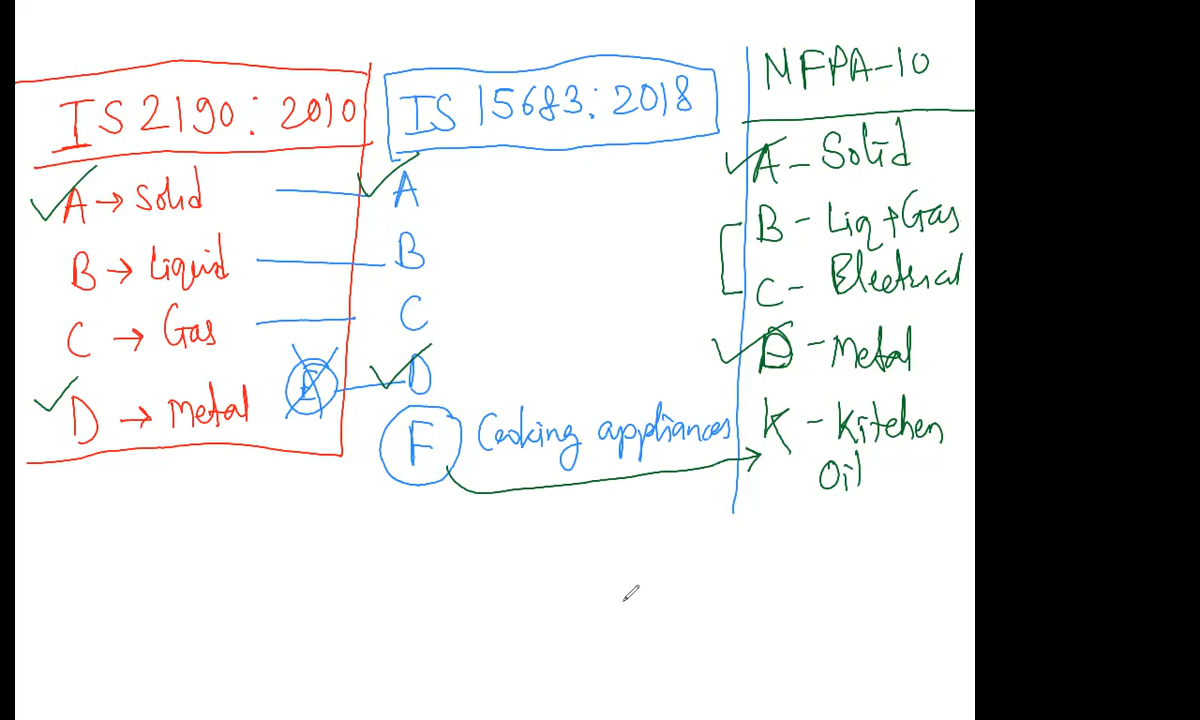 IS 2190: 2010
A → Solid
B → Liquid
C → Gas
D → Metal
E
IS 15683: 2018
A
B
C
D
F Cooking appliances
NFPA-10
A - Solid
B - Liq + Gas
C - Electrical
D - Metal
K - Kitchen
Oil